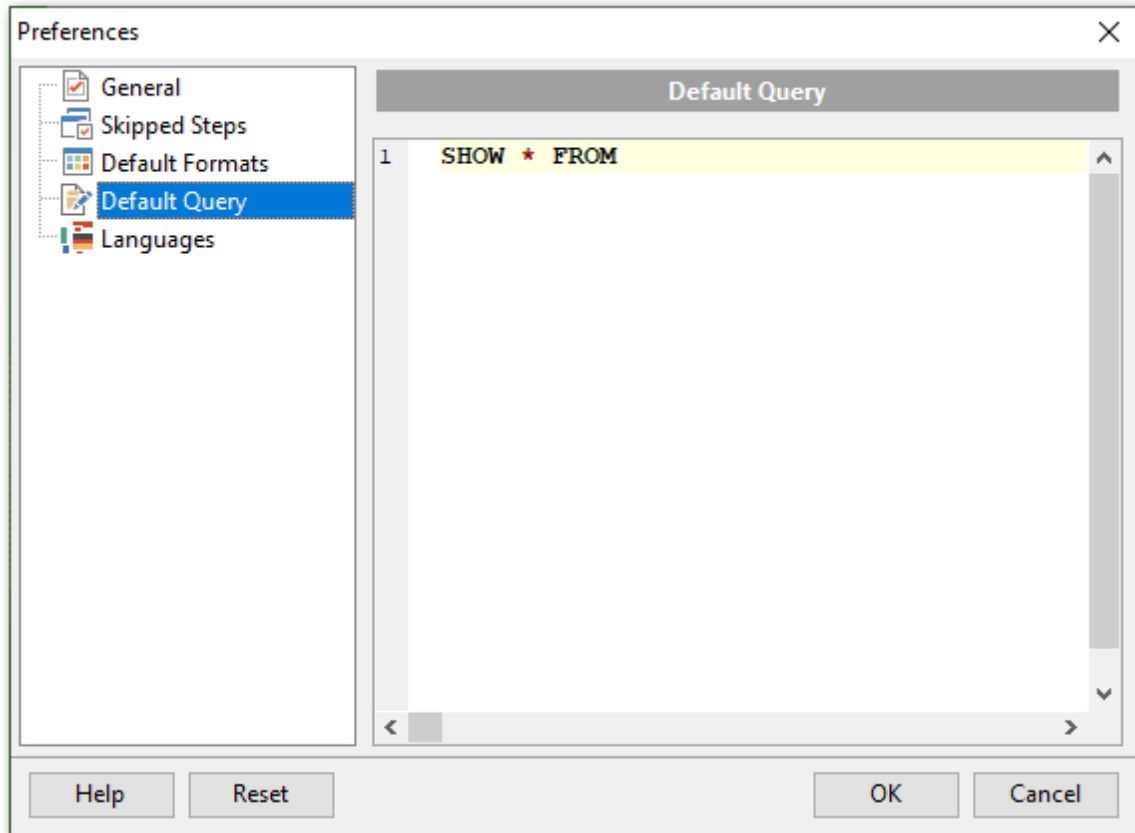 Preferences
General
Skipped Steps
Default Formats
Default Query
Languages
Default Query
1 SHOW * FROM
Help Reset OK Cancel